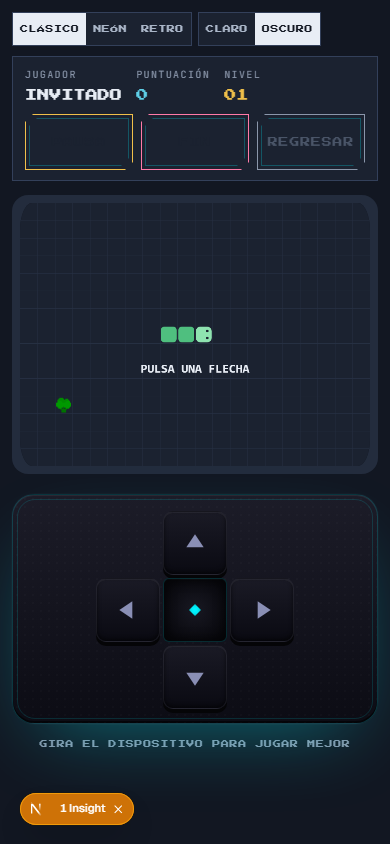 CLáSICO NEóN RETRO CLARO OSCURO
JUGADOR PUNTUACIÓN NIVEL
INVITADO 0 01
REGRESAR
PULSA UNA FLECHA
GIRA EL DISPOSITIVO PARA JUGAR MEJOR
N 1 Insight ×